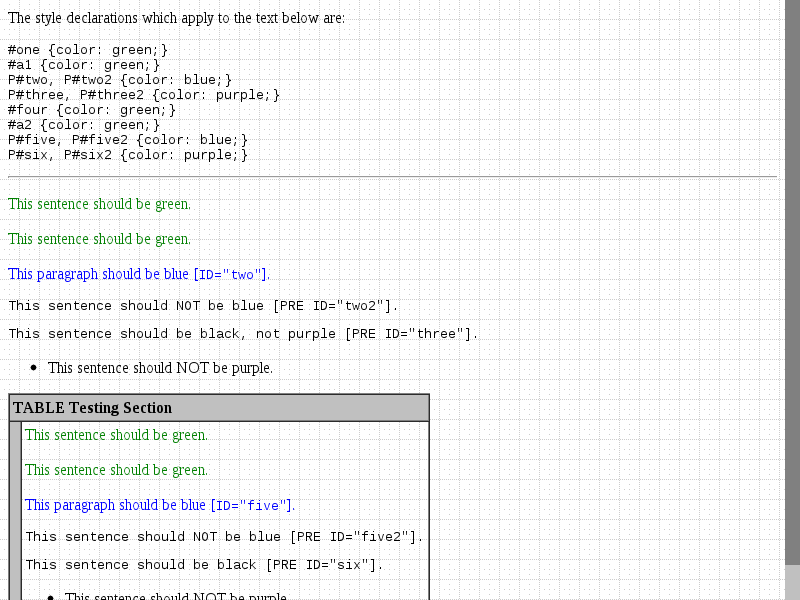 The style declarations which apply to the text below are:
#one {color: green;}
#a1 {color: green;}
P#two, P#two2 {color: blue;}
P#three, P#three2 {color: purple;}
#four {color: green;}
#a2 {color: green;}
P#five, P#five2 {color: blue;}
P#six, P#six2 {color: purple;}
This sentence should be green.
This sentence should be green.
This paragraph should be blue [ID="two"].
This sentence should NOT be blue [PRE ID="two2"].
This sentence should be black, not purple [PRE ID="three"].
This sentence should NOT be purple.
TABLE Testing Section
This sentence should be green.
This sentence should be green.
This paragraph should be blue [ID="five"].
This sentence should NOT be blue [PRE ID="five2"].
This sentence should be black [PRE ID="six"].
This sentence should NOT be purple.